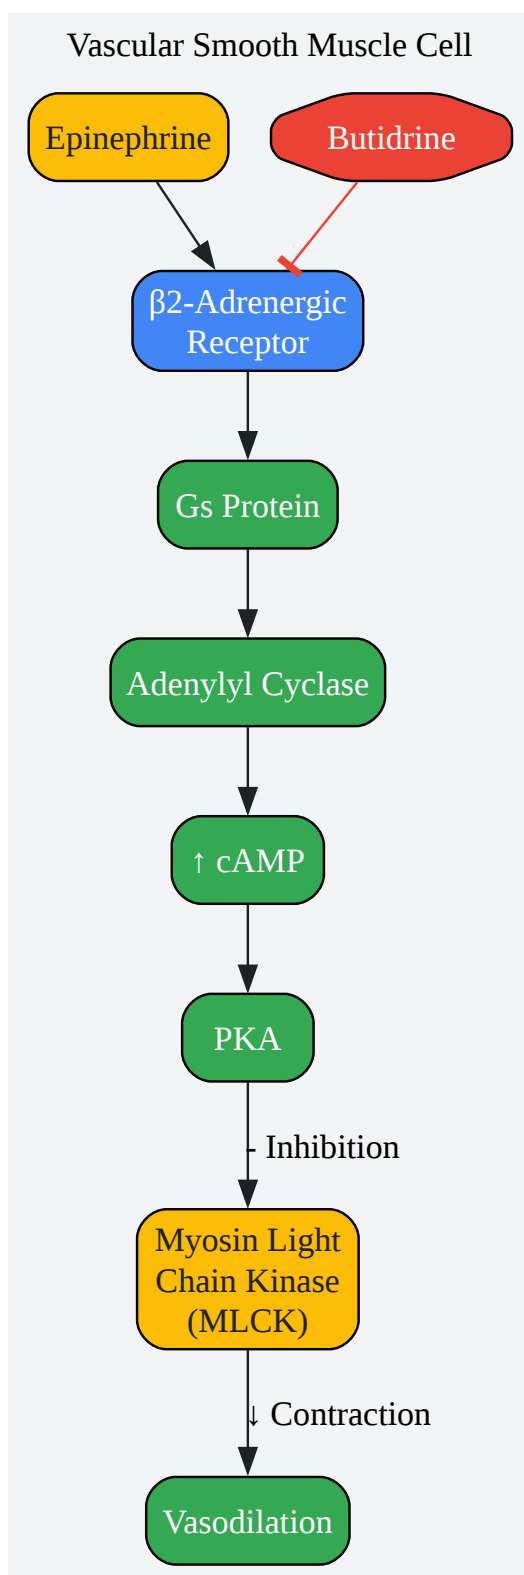 Vascular Smooth Muscle Cell
Epinephrine
Butidrine
β2-Adrenergic
Receptor
Gs Protein
Adenylyl Cyclase
↑ cAMP
PKA
- Inhibition
Myosin Light
Chain Kinase
(MLCK)
↓ Contraction
Vasodilation